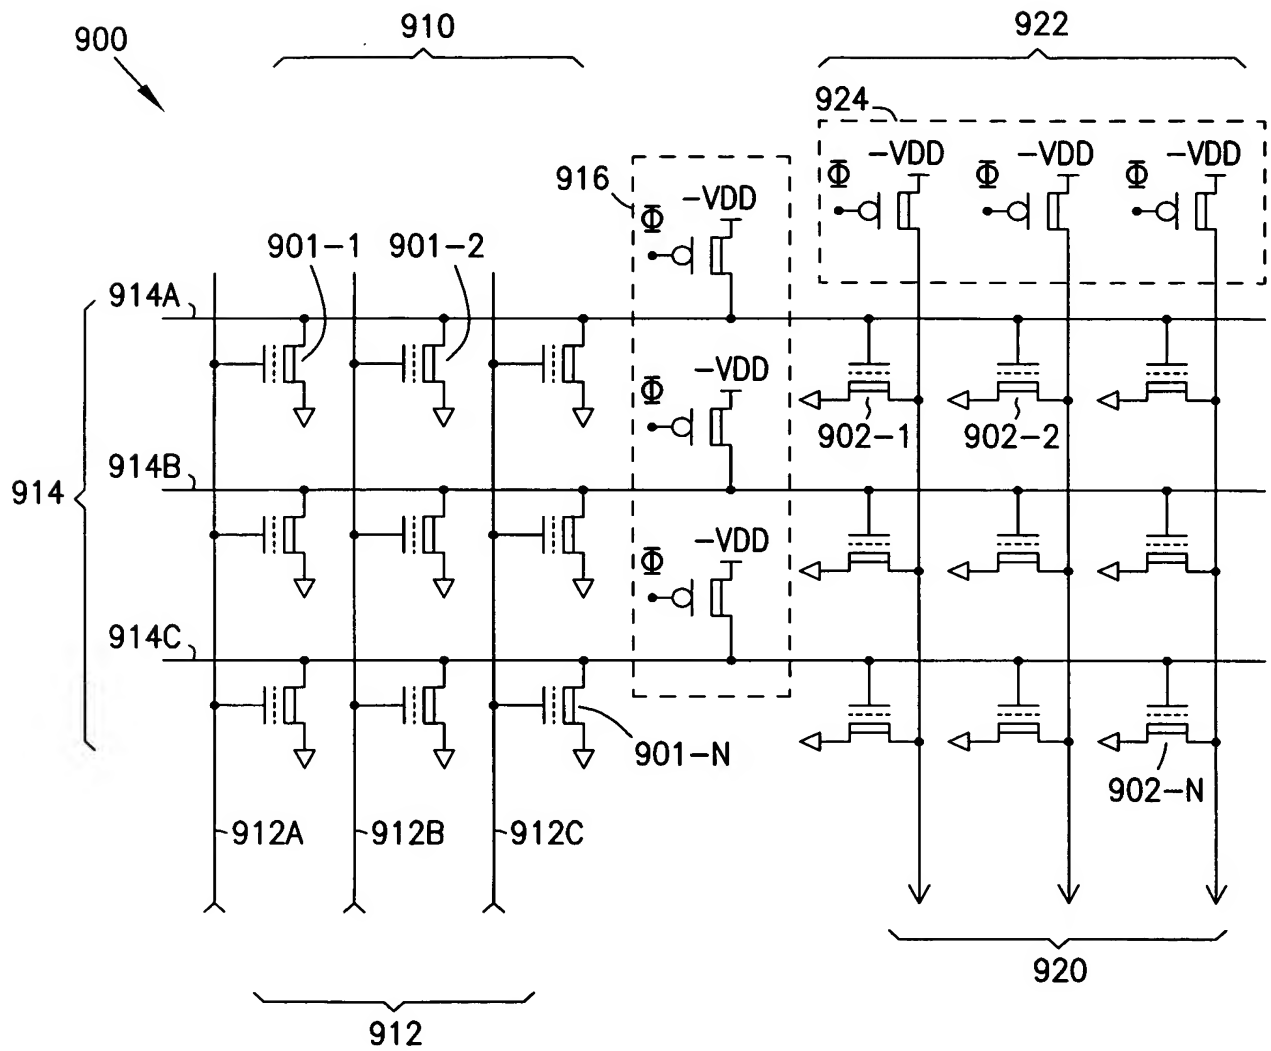 900
910
922
924
Φ -VDD
Φ -VDD
Φ -VDD
916
Φ -VDD
901-1
901-2
914A
Φ -VDD
902-1
902-2
914B
914
Φ -VDD
914C
901-N
902-N
912A
912B
912C
920
912